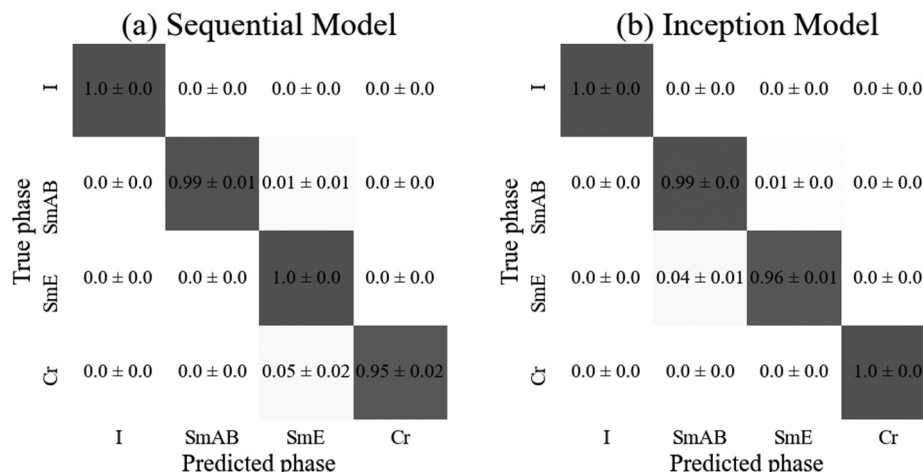 (a) Sequential Model
True phase
I
1.0 ± 0.0 0.0 ± 0.0 0.0 ± 0.0 0.0 ± 0.0
SmAB
0.0 ± 0.0 0.99 ± 0.01 0.01 ± 0.01 0.0 ± 0.0
SmE
0.0 ± 0.0 0.0 ± 0.0 1.0 ± 0.0 0.0 ± 0.0
Cr
0.0 ± 0.0 0.0 ± 0.0 0.05 ± 0.02 0.95 ± 0.02
I SmAB SmE Cr
Predicted phase
(b) Inception Model
True phase
I
1.0 ± 0.0 0.0 ± 0.0 0.0 ± 0.0 0.0 ± 0.0
SmAB
0.0 ± 0.0 0.99 ± 0.0 0.01 ± 0.0 0.0 ± 0.0
SmE
0.0 ± 0.0 0.04 ± 0.01 0.96 ± 0.01 0.0 ± 0.0
Cr
0.0 ± 0.0 0.0 ± 0.0 0.0 ± 0.0 1.0 ± 0.0
I SmAB SmE Cr
Predicted phase